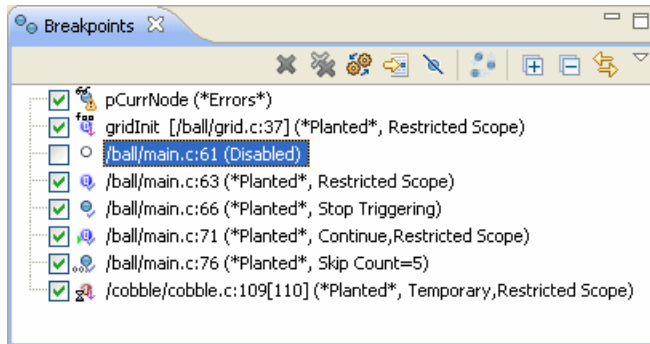 Breakpoints
pCurrNode (*Errors*)
gridInit [/ball/grid.c:37] (*Planted*, Restricted Scope)
/ball/main.c:61 (Disabled)
/ball/main.c:63 (*Planted*, Restricted Scope)
/ball/main.c:66 (*Planted*, Stop Triggering)
/ball/main.c:71 (*Planted*, Continue,Restricted Scope)
/ball/main.c:76 (*Planted*, Skip Count=5)
/cobble/cobble.c:109[110] (*Planted*, Temporary,Restricted Scope)